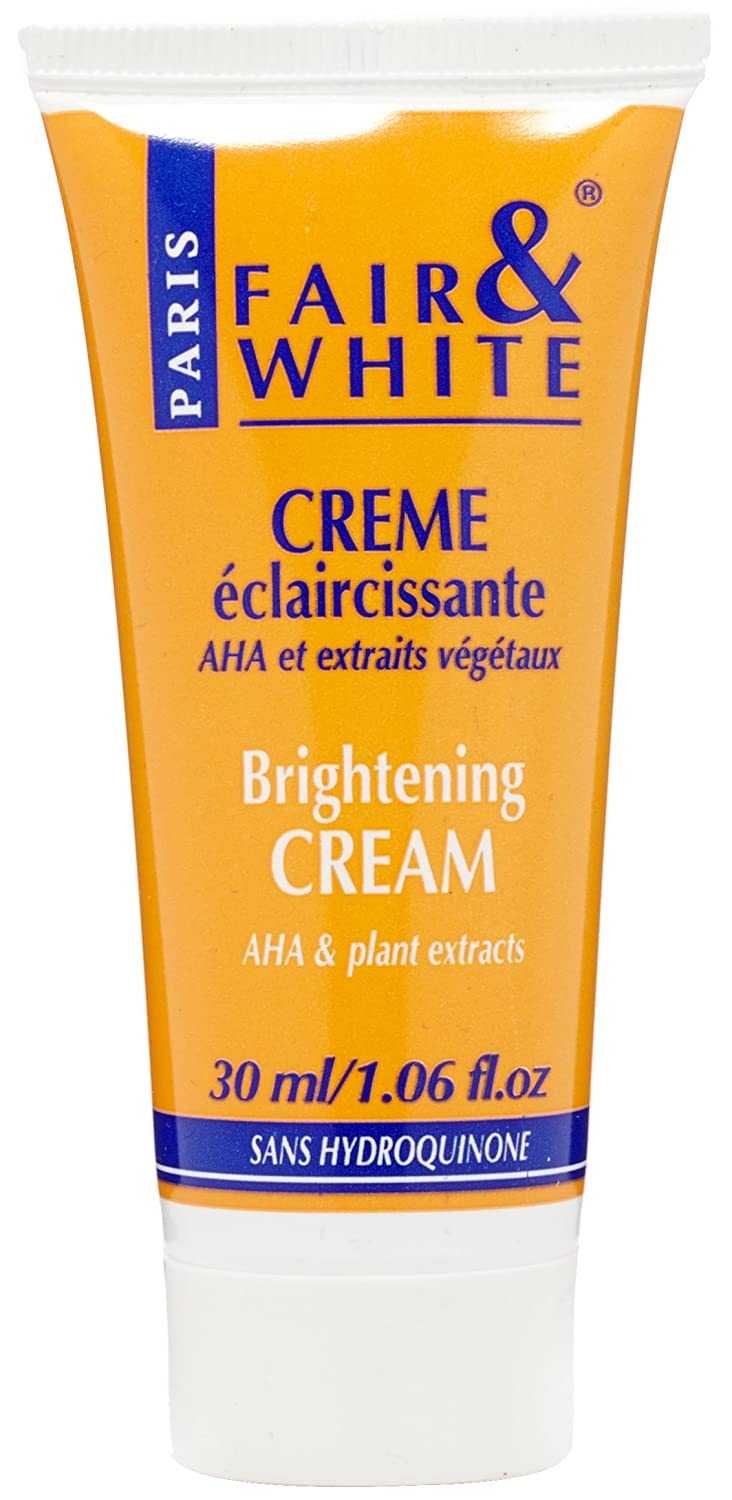 PARIS
FAIR &
WHITE
®
CREME
éclaircissante
AHA et extraits végétaux
Brightening
CREAM
AHA & plant extracts
30 ml/1.06 fl.oz
SANS HYDROQUINONE